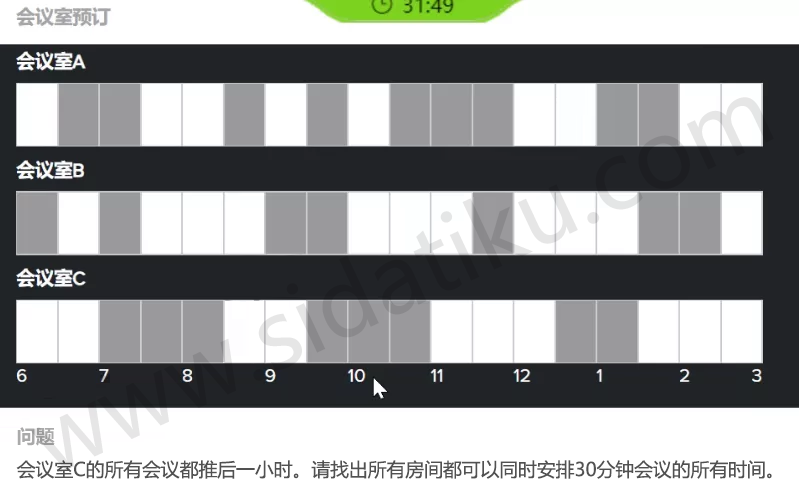 会议室预订
31:49
会议室A
会议室B
会议室C
6 7 8 9 10 11 12 1 2 3
www.sidatiku.com
问题
会议室C的所有会议都推后一小时。请找出所有房间都可以同时安排30分钟会议的所有时间。